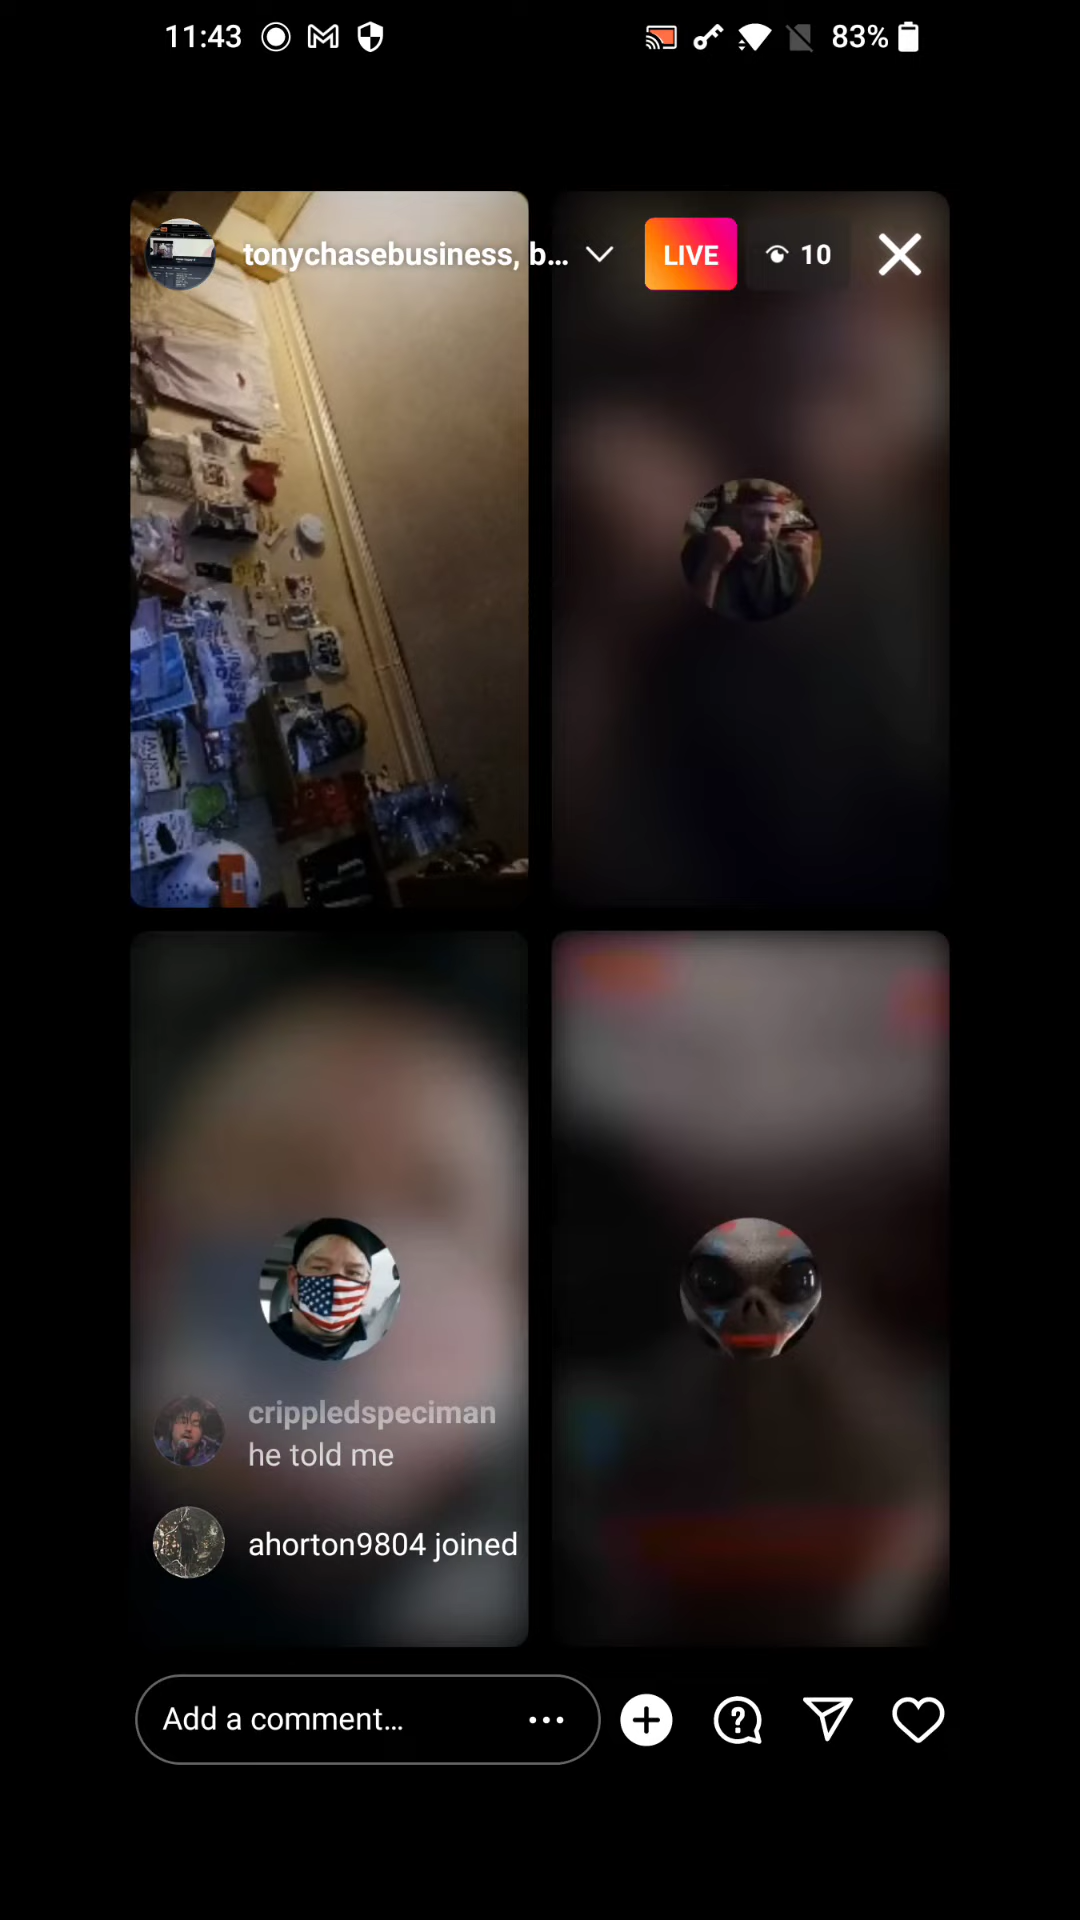 11:43
83%
tonychasebusiness, b...
LIVE
10
crippledspeciman
he told me
ahorton9804 joined
Add a comment...